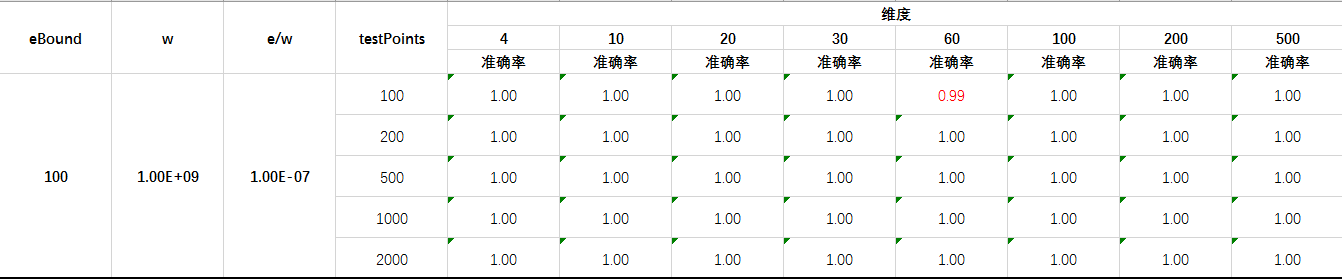 维度
eBound w e/w testPoints 4 10 20 30 60 100 200 500
准确率 准确率 准确率 准确率 准确率 准确率 准确率 准确率
100 1.00 1.00 1.00 1.00 0.99 1.00 1.00 1.00
200 1.00 1.00 1.00 1.00 1.00 1.00 1.00 1.00
100 1.00E+09 1.00E-07 500 1.00 1.00 1.00 1.00 1.00 1.00 1.00 1.00
1000 1.00 1.00 1.00 1.00 1.00 1.00 1.00 1.00
2000 1.00 1.00 1.00 1.00 1.00 1.00 1.00 1.00